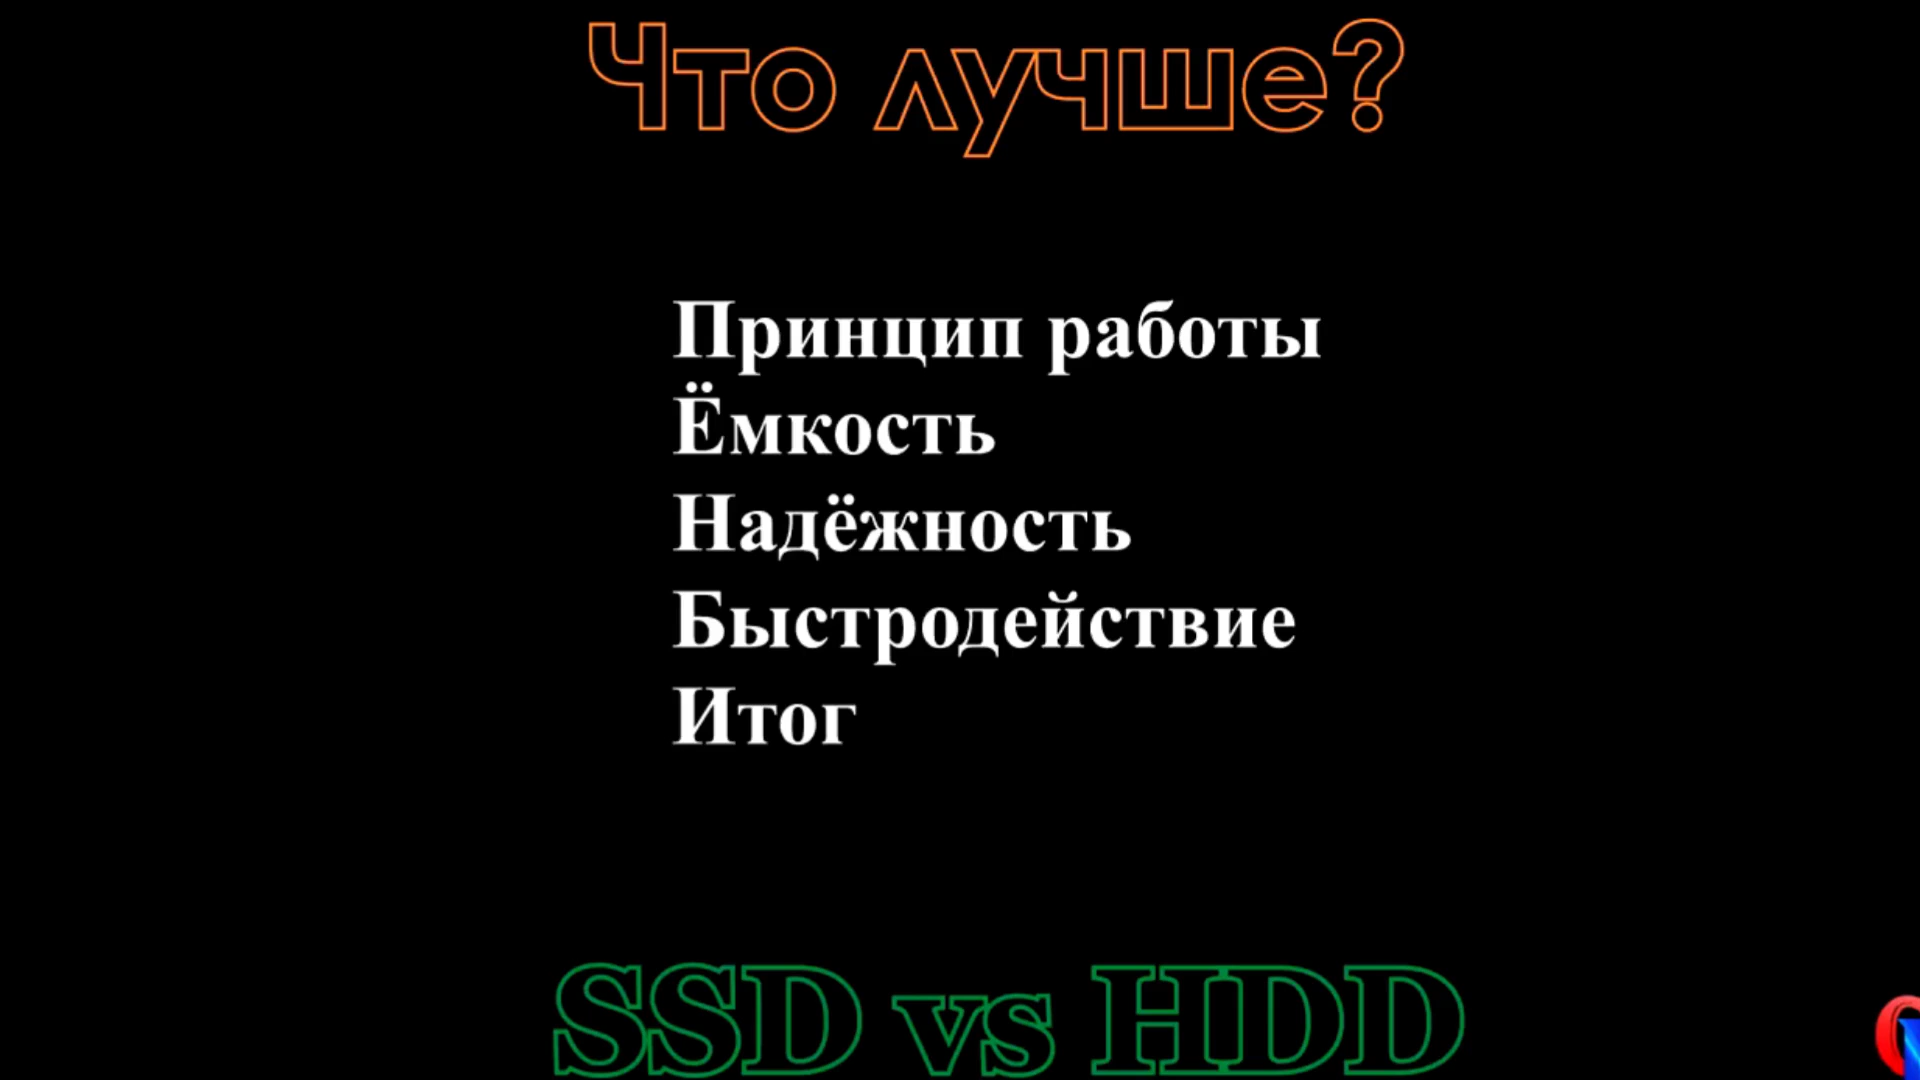 Что лучше?
Принцип работы
Ёмкость
Надёжность
Быстродействие
Итог
SSD vs HDD